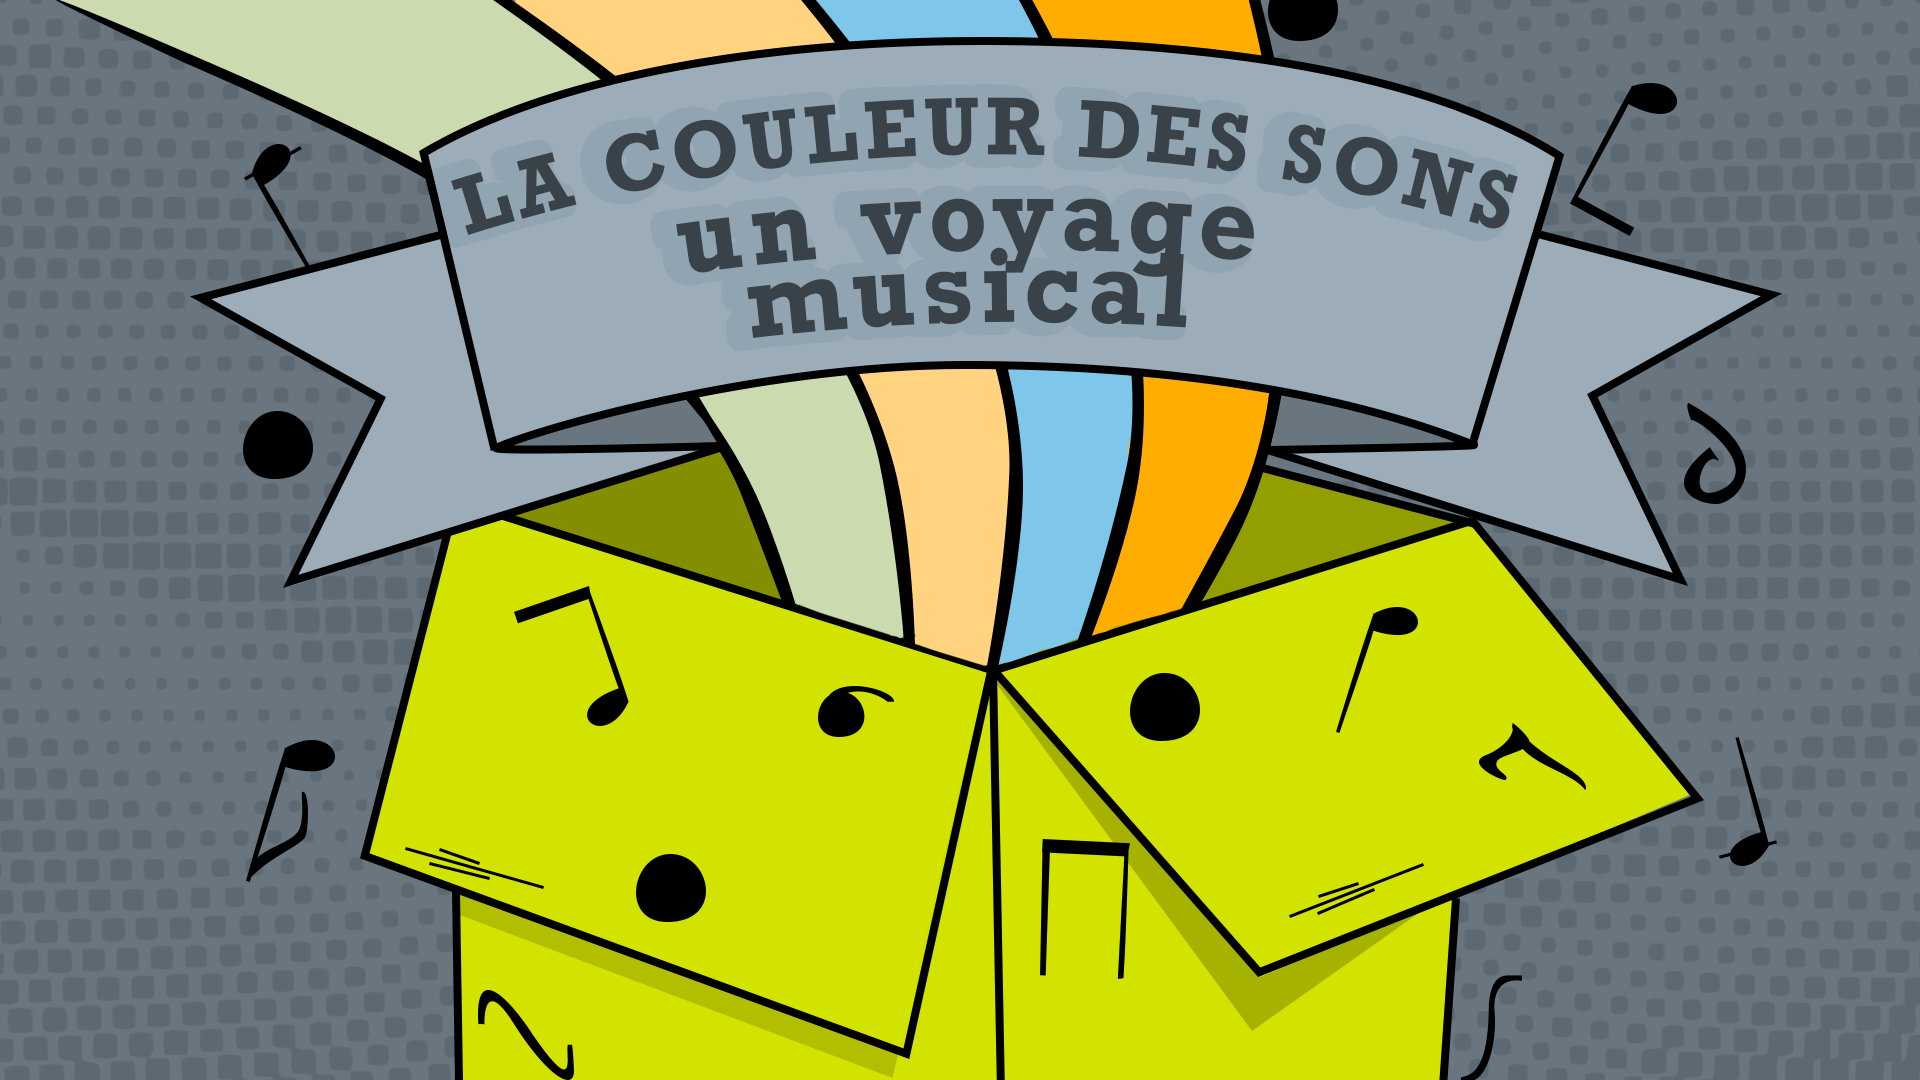 LA COULEUR DES SONS
un voyage
musical